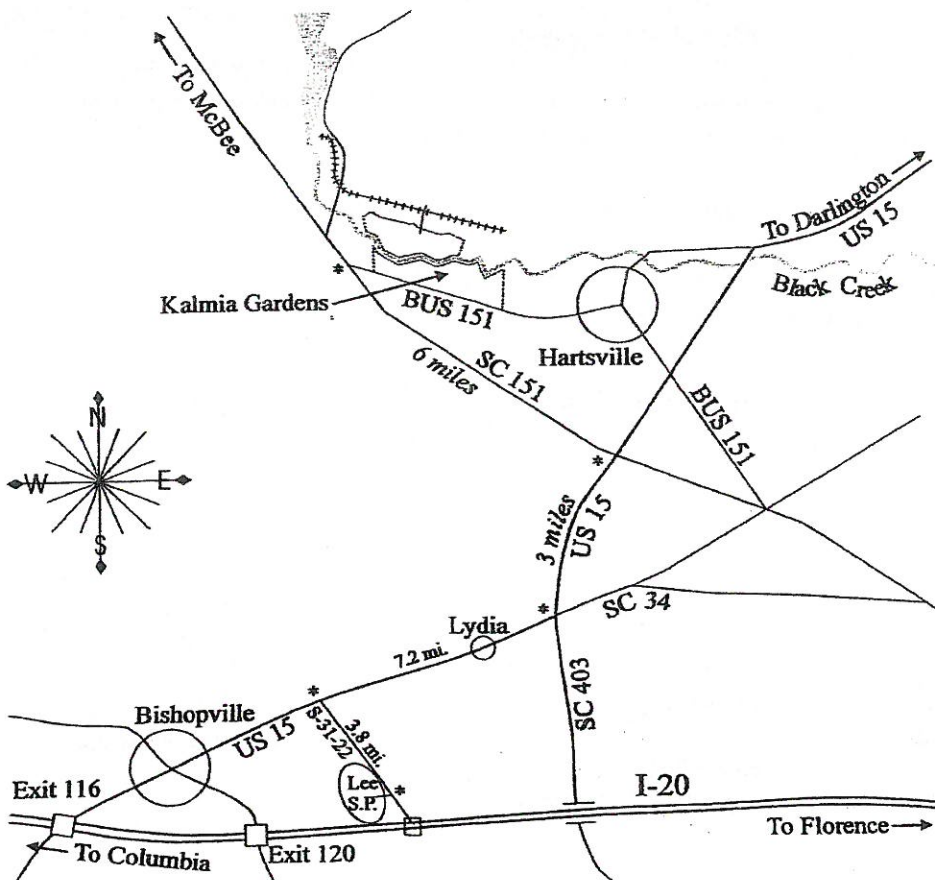 To McBee
To Darlington
US 15
Black Creek
Kalmia Gardens
BUS 151
Hartsville
SC 151
6 miles
BUS 151
N
W E
S
*
*
3 miles
US 15
*
SC 34
Lydia
7.2 mi.
*
SC 403
S-31-22
3.8 mi.
Bishopville
US 15
Lee
S.P.
*
Exit 116
I-20
To Columbia
Exit 120
To Florence